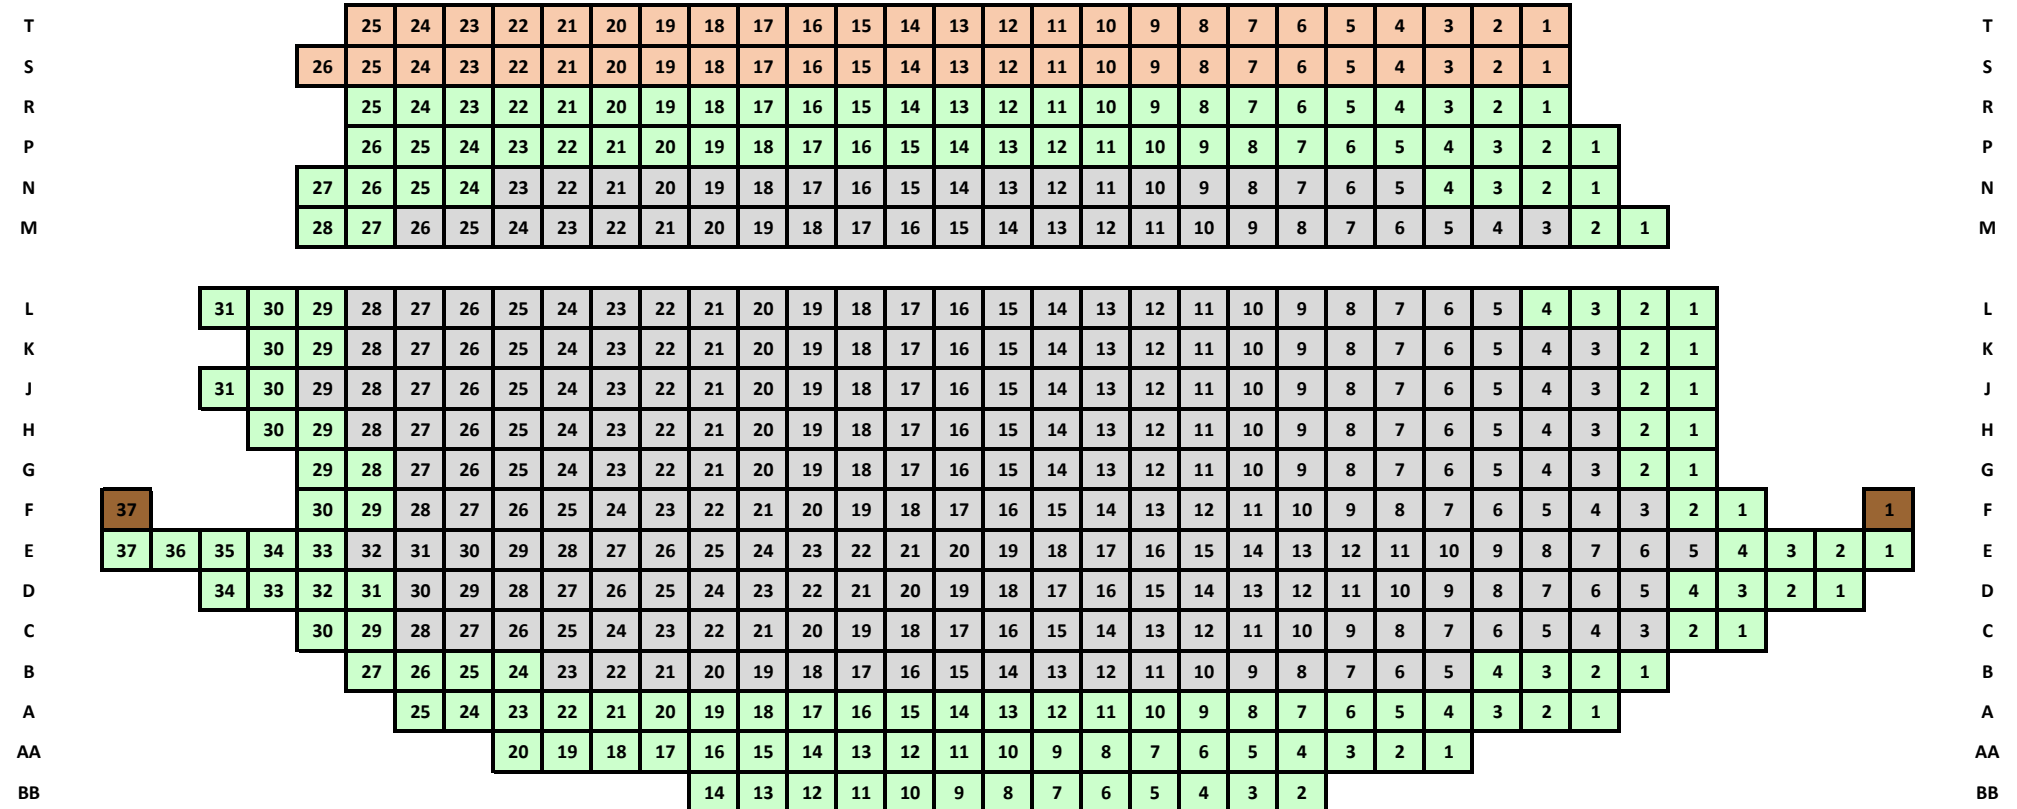 T 25 24 23 22 21 20 19 18 17 16 15 14 13 12 11 10 9 8 7 6 5 4 3 2 1 T
S 26 25 24 23 22 21 20 19 18 17 16 15 14 13 12 11 10 9 8 7 6 5 4 3 2 1 S
R 25 24 23 22 21 20 19 18 17 16 15 14 13 12 11 10 9 8 7 6 5 4 3 2 1 R
P 26 25 24 23 22 21 20 19 18 17 16 15 14 13 12 11 10 9 8 7 6 5 4 3 2 1 P
N 27 26 25 24 23 22 21 20 19 18 17 16 15 14 13 12 11 10 9 8 7 6 5 4 3 2 1 N
M 28 27 26 25 24 23 22 21 20 19 18 17 16 15 14 13 12 11 10 9 8 7 6 5 4 3 2 1 M
L 31 30 29 28 27 26 25 24 23 22 21 20 19 18 17 16 15 14 13 12 11 10 9 8 7 6 5 4 3 2 1 L
K 30 29 28 27 26 25 24 23 22 21 20 19 18 17 16 15 14 13 12 11 10 9 8 7 6 5 4 3 2 1 K
J 31 30 29 28 27 26 25 24 23 22 21 20 19 18 17 16 15 14 13 12 11 10 9 8 7 6 5 4 3 2 1 J
H 30 29 28 27 26 25 24 23 22 21 20 19 18 17 16 15 14 13 12 11 10 9 8 7 6 5 4 3 2 1 H
G 29 28 27 26 25 24 23 22 21 20 19 18 17 16 15 14 13 12 11 10 9 8 7 6 5 4 3 2 1 G
F 37 30 29 28 27 26 25 24 23 22 21 20 19 18 17 16 15 14 13 12 11 10 9 8 7 6 5 4 3 2 1 1 F
E 37 36 35 34 33 32 31 30 29 28 27 26 25 24 23 22 21 20 19 18 17 16 15 14 13 12 11 10 9 8 7 6 5 4 3 2 1 E
D 34 33 32 31 30 29 28 27 26 25 24 23 22 21 20 19 18 17 16 15 14 13 12 11 10 9 8 7 6 5 4 3 2 1 D
C 30 29 28 27 26 25 24 23 22 21 20 19 18 17 16 15 14 13 12 11 10 9 8 7 6 5 4 3 2 1 C
B 27 26 25 24 23 22 21 20 19 18 17 16 15 14 13 12 11 10 9 8 7 6 5 4 3 2 1 B
A 25 24 23 22 21 20 19 18 17 16 15 14 13 12 11 10 9 8 7 6 5 4 3 2 1 A
AA 20 19 18 17 16 15 14 13 12 11 10 9 8 7 6 5 4 3 2 1 AA
BB 14 13 12 11 10 9 8 7 6 5 4 3 2 BB